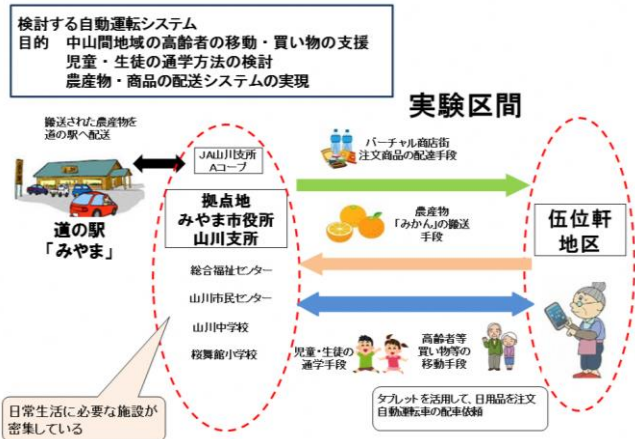 検討する自動運転システム
目的　中山間地域の高齢者の移動・買い物の支援
児童・生徒の通学方法の検討
農産物・商品の配送システムの実現
実験区間
搬送された農産物を
道の駅へ配送
道の駅
「みやま」
JA山川支所
Aコープ
拠点地
みやま市役所
山川支所
総合福祉センター
山川市民センター
山川中学校
桜舞館小学校
バーチャル商店街
注文商品の配達手段
農産物
「みかん」の搬送
手段
児童・生徒の
通学手段
高齢者等
買い物等の
移動手段
伍位軒
地区
タブレットを活用して、日用品を注文
自動運転車の配車依頼
日常生活に必要な施設が
密集している